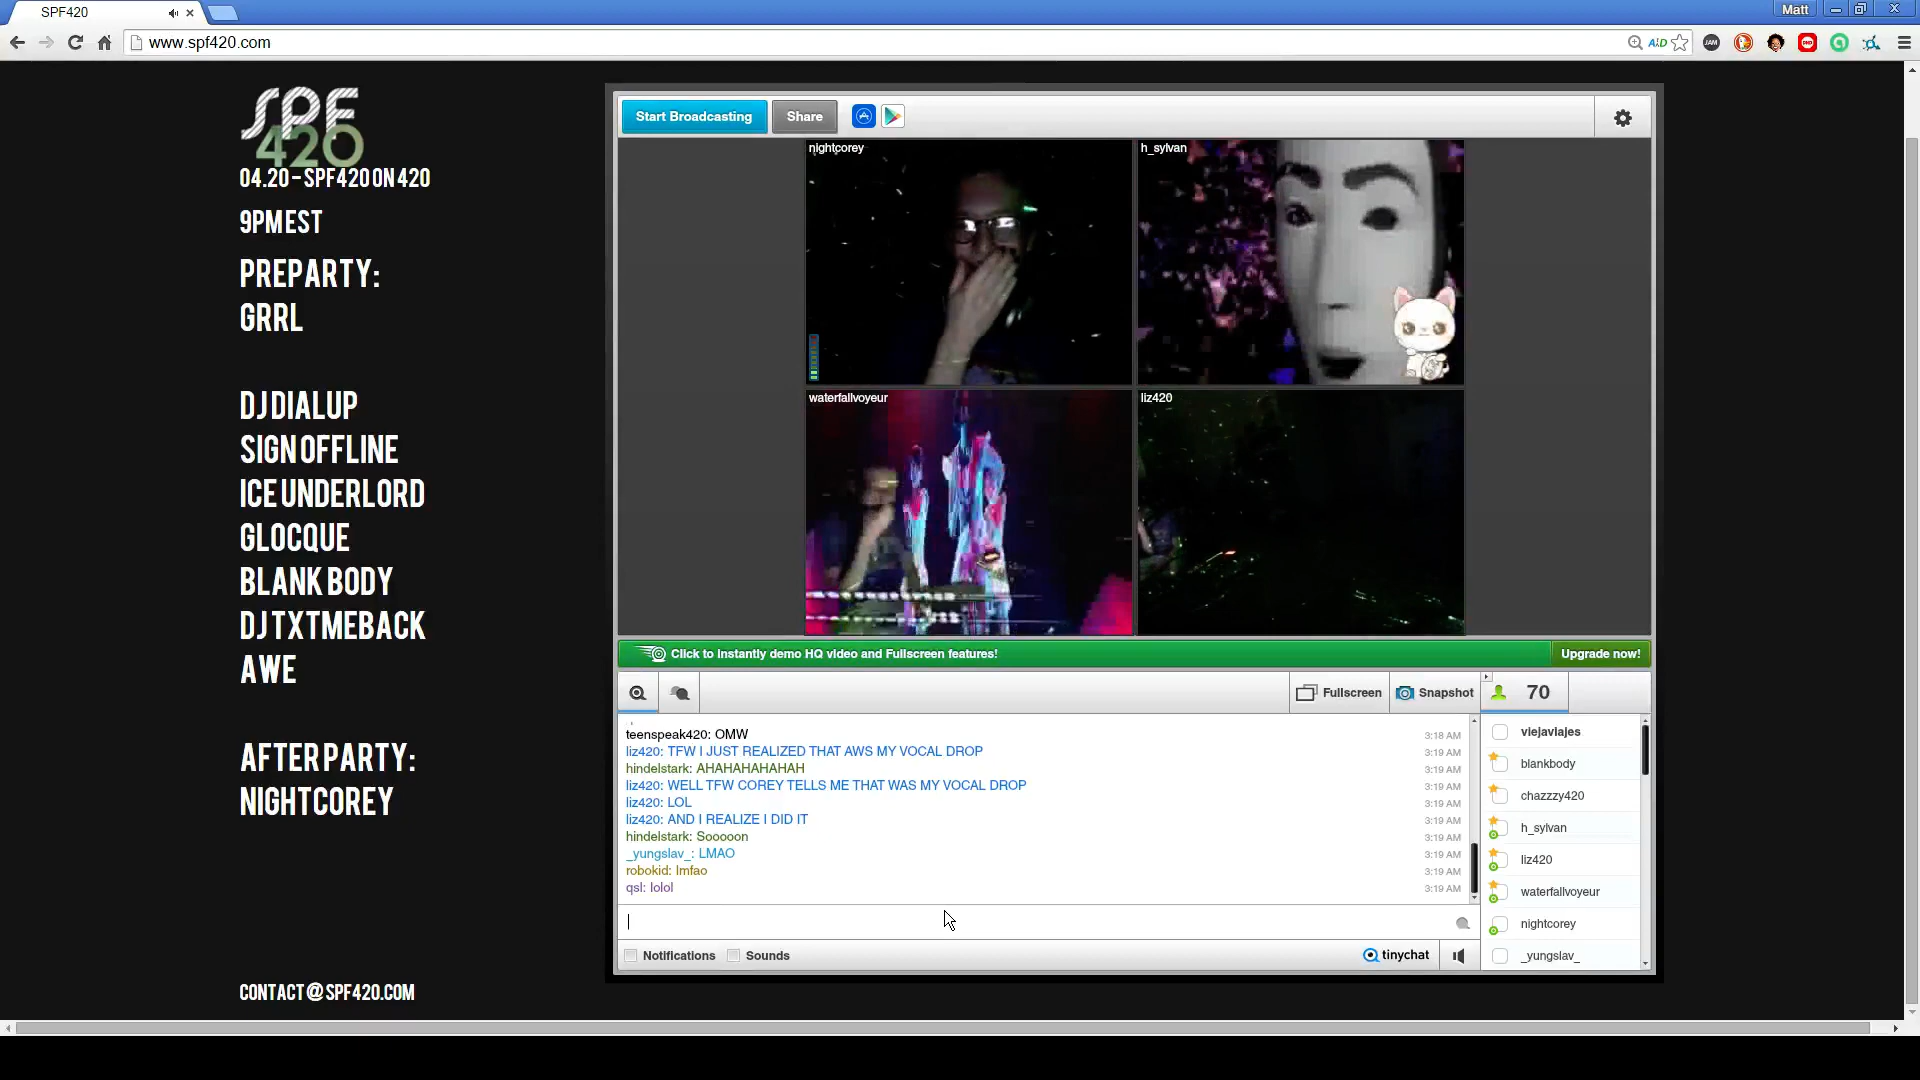 SPF420
Matt
www.spf420.com
SPF
420
04.20 - SPF420 ON 420
9PM EST
PREPARTY:
GRRL
DJ DIALUP
SIGN OFFLINE
ICE UNDERLORD
GLOCQUE
BLANK BODY
DJ TXTMEBACK
AWE
AFTER PARTY:
NIGHTCOREY
CONTACT @ SPF420.COM
Start Broadcasting
Share
nightcorey
h_sylvan
waterfallvoyeur
liz420
Click to instantly demo HQ video and Fullscreen features!
Upgrade now!
Fullscreen
Snapshot
70
teenspeak420: OMW 3:18 AM
liz420: TFW I JUST REALIZED THAT AWS MY VOCAL DROP 3:19 AM
hindelstark: AHAHAHAHAHAH 3:19 AM
liz420: WELL TFW COREY TELLS ME THAT WAS MY VOCAL DROP 3:19 AM
liz420: LOL 3:19 AM
liz420: AND I REALIZE I DID IT 3:19 AM
hindelstark: Sooooon 3:19 AM
_yungslav_: LMAO 3:19 AM
robokid: lmfao 3:19 AM
qsl: lolol 3:19 AM
viejaviajes
blankbody
chazzzy420
h_sylvan
liz420
waterfallvoyeur
nightcorey
_yungslav_
Notifications
Sounds
tinychat